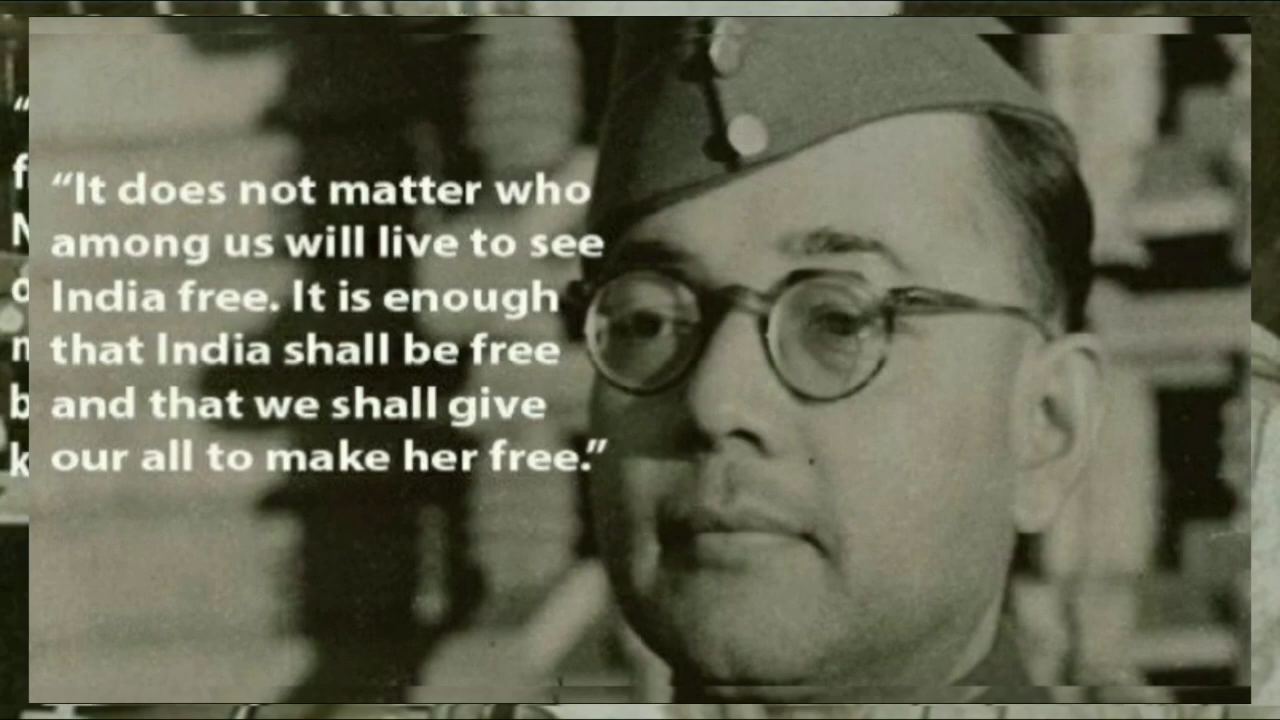 “It does not matter who
among us will live to see
India free. It is enough
that India shall be free
and that we shall give
our all to make her free.”